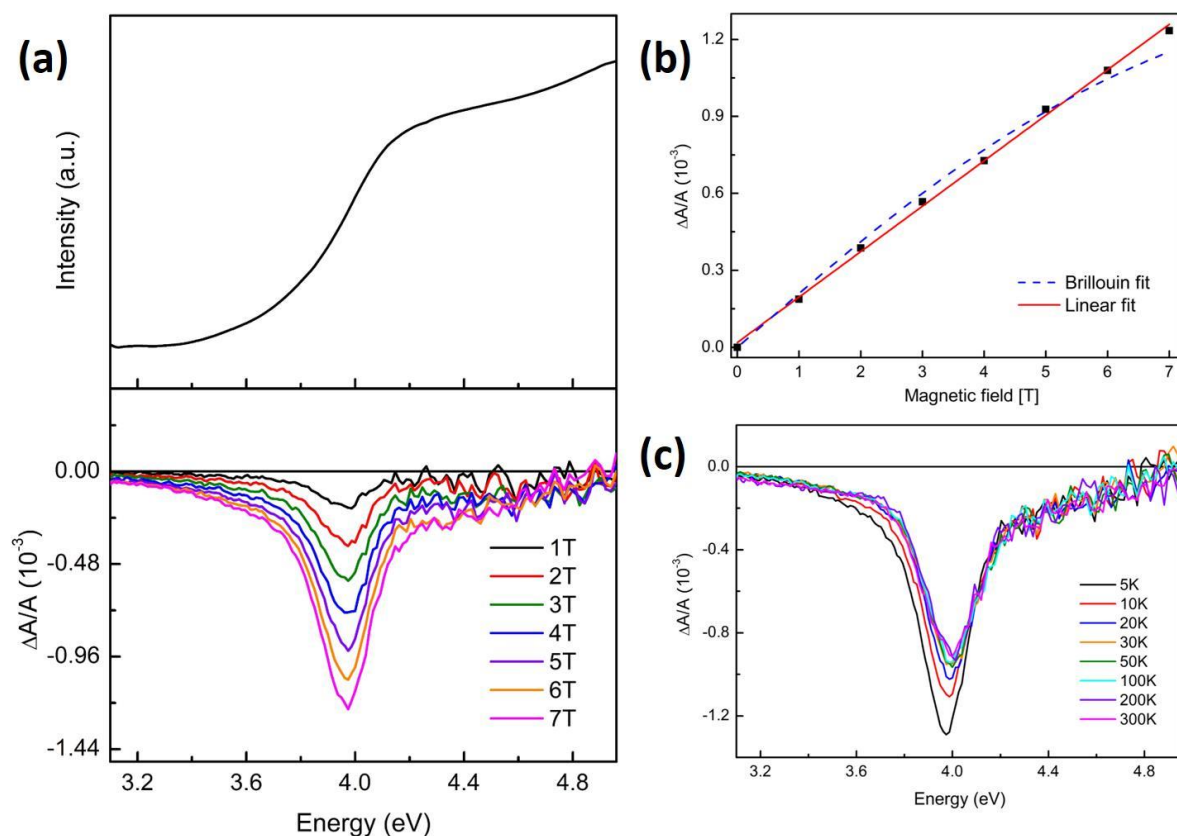 (a)
Intensity (a.u.)
0.00
-0.48
-0.96
-1.44
ΔA/A (10⁻³)
1T
2T
3T
4T
5T
6T
7T
3.2 3.6 4.0 4.4 4.8
Energy (eV)
(b)
1.2
0.9
0.6
0.3
0.0
ΔA/A (10⁻³)
Brillouin fit
Linear fit
0 1 2 3 4 5 6 7
Magnetic field [T]
(c)
0.0
-0.4
-0.8
-1.2
ΔA/A (10⁻³)
5K
10K
20K
30K
50K
100K
200K
300K
3.2 3.6 4.0 4.4 4.8
Energy (eV)